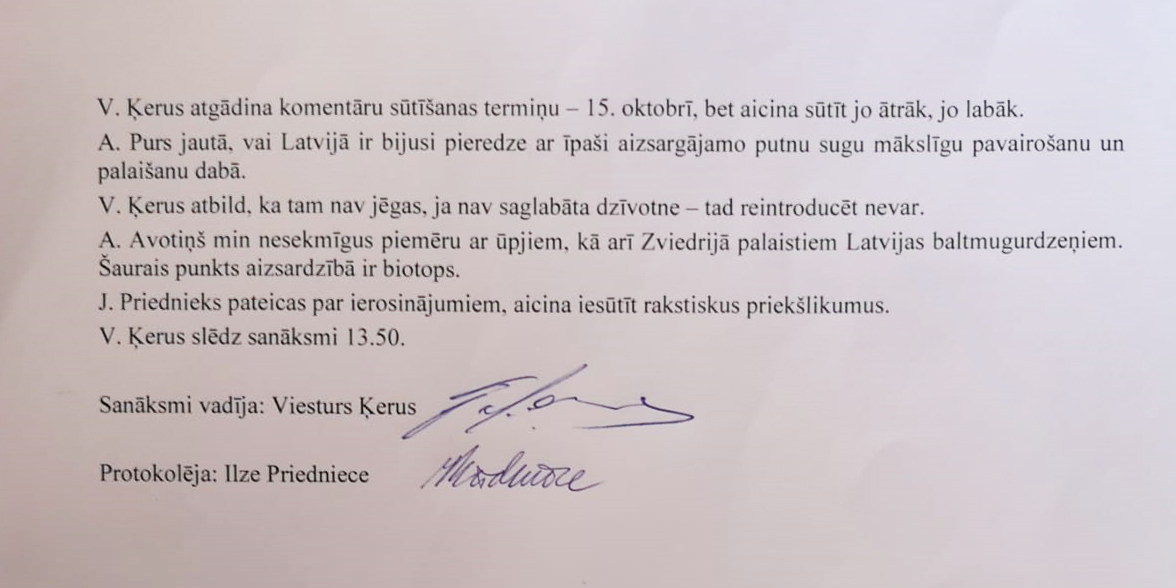 V. Ķerus atgādina komentāru sūtīšanas termiņu – 15. oktobrī, bet aicina sūtīt jo ātrāk, jo labāk.
A. Purs jautā, vai Latvijā ir bijusi pieredze ar īpaši aizsargājamo putnu sugu mākslīgu pavairošanu un
palaišanu dabā.
V. Ķerus atbild, ka tam nav jēgas, ja nav saglabāta dzīvotne – tad reintroducēt nevar.
A. Avotiņš min nesekmīgus piemēru ar ūpjiem, kā arī Zviedrijā palaistiem Latvijas baltmugurdzeņiem.
Šaurais punkts aizsardzībā ir biotops.
J. Priednieks pateicas par ierosinājumiem, aicina iesūtīt rakstiskus priekšlikumus.
V. Ķerus slēdz sanāksmi 13.50.
Sanāksmi vadīja: Viesturs Ķerus
Protokolēja: Ilze Priedniece